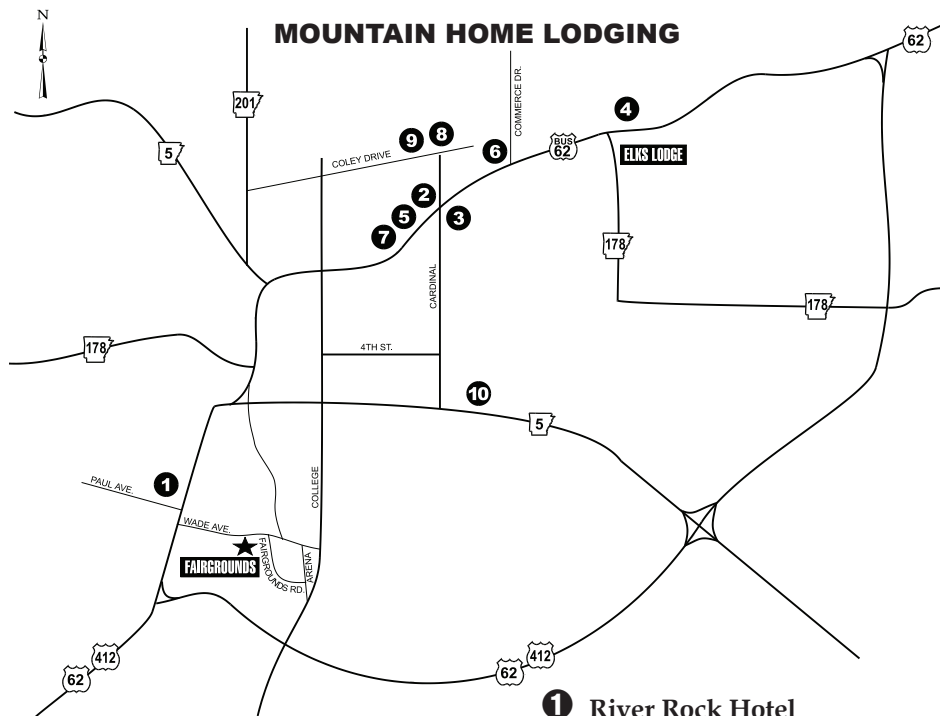 N
MOUNTAIN HOME LODGING
62
201
COMMERCE DR.
4
5
9
8
COLEY DRIVE
6
BUS
62
ELKS LODGE
2
5
3
7
178
CARDINAL
178
178
4TH ST.
10
5
PAUL AVE.
1
COLLEGE
WADE AVE.
FAIRGROUNDS
FAIRGROUNDS RD.
ARENA
412
62
412
62
1 River Rock Hotel